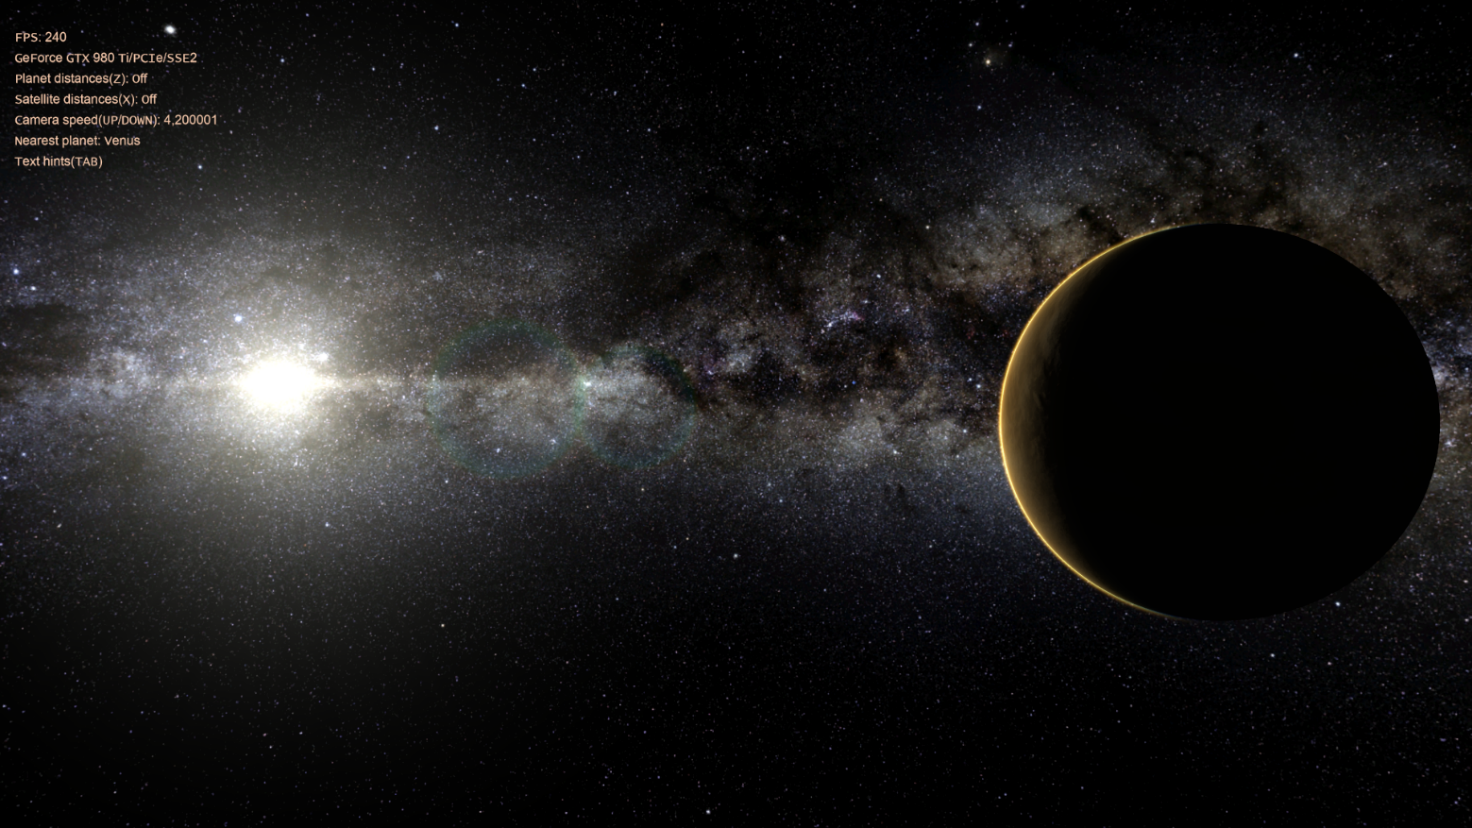 FPS: 240
GeForce GTX 980 Ti/PCIe/SSE2
Planet distances(Z): Off
Satellite distances(X): Off
Camera speed(UP/DOWN): 4,200001
Nearest planet: Venus
Text hints(TAB)